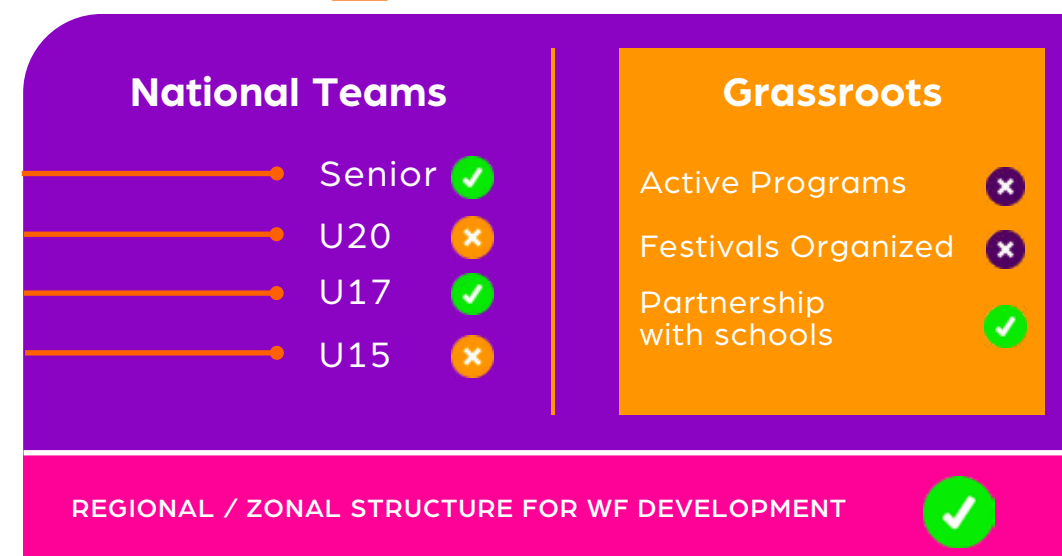 National Teams
Senior
U20
U17
U15
Grassroots
Active Programs
Festivals Organized
Partnership
with schools
REGIONAL / ZONAL STRUCTURE FOR WF DEVELOPMENT